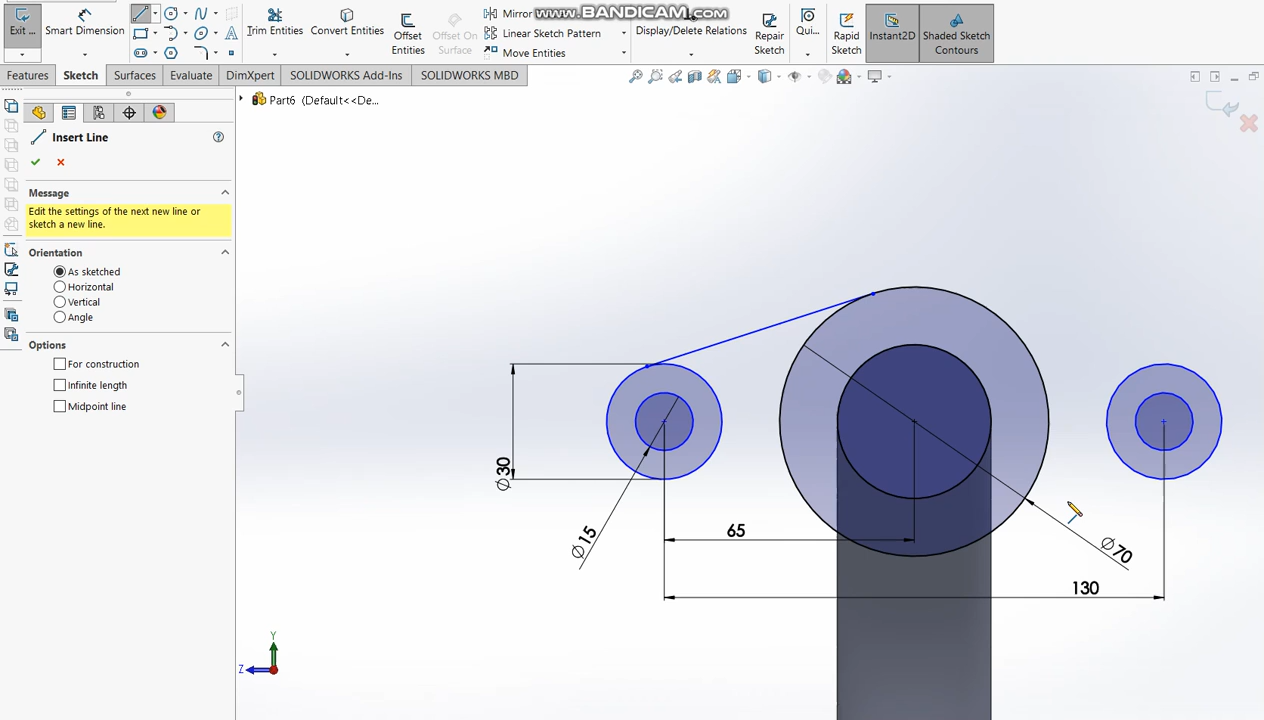 www.BANDICAM.com
Exit ...
Smart Dimension
Trim Entities
Convert Entities
Offset Entities
Offset On Surface
Mirror
Linear Sketch Pattern
Move Entities
Display/Delete Relations
Repair Sketch
Qui...
Rapid Sketch
Instant2D
Shaded Sketch Contours
Features
Sketch
Surfaces
Evaluate
DimXpert
SOLIDWORKS Add-Ins
SOLIDWORKS MBD
Part6 (Default<<De...
Insert Line
Message
Edit the settings of the next new line or
sketch a new line.
Orientation
As sketched
Horizontal
Vertical
Angle
Options
For construction
Infinite length
Midpoint line
⌀30
⌀15
65
⌀70
130
Y
Z